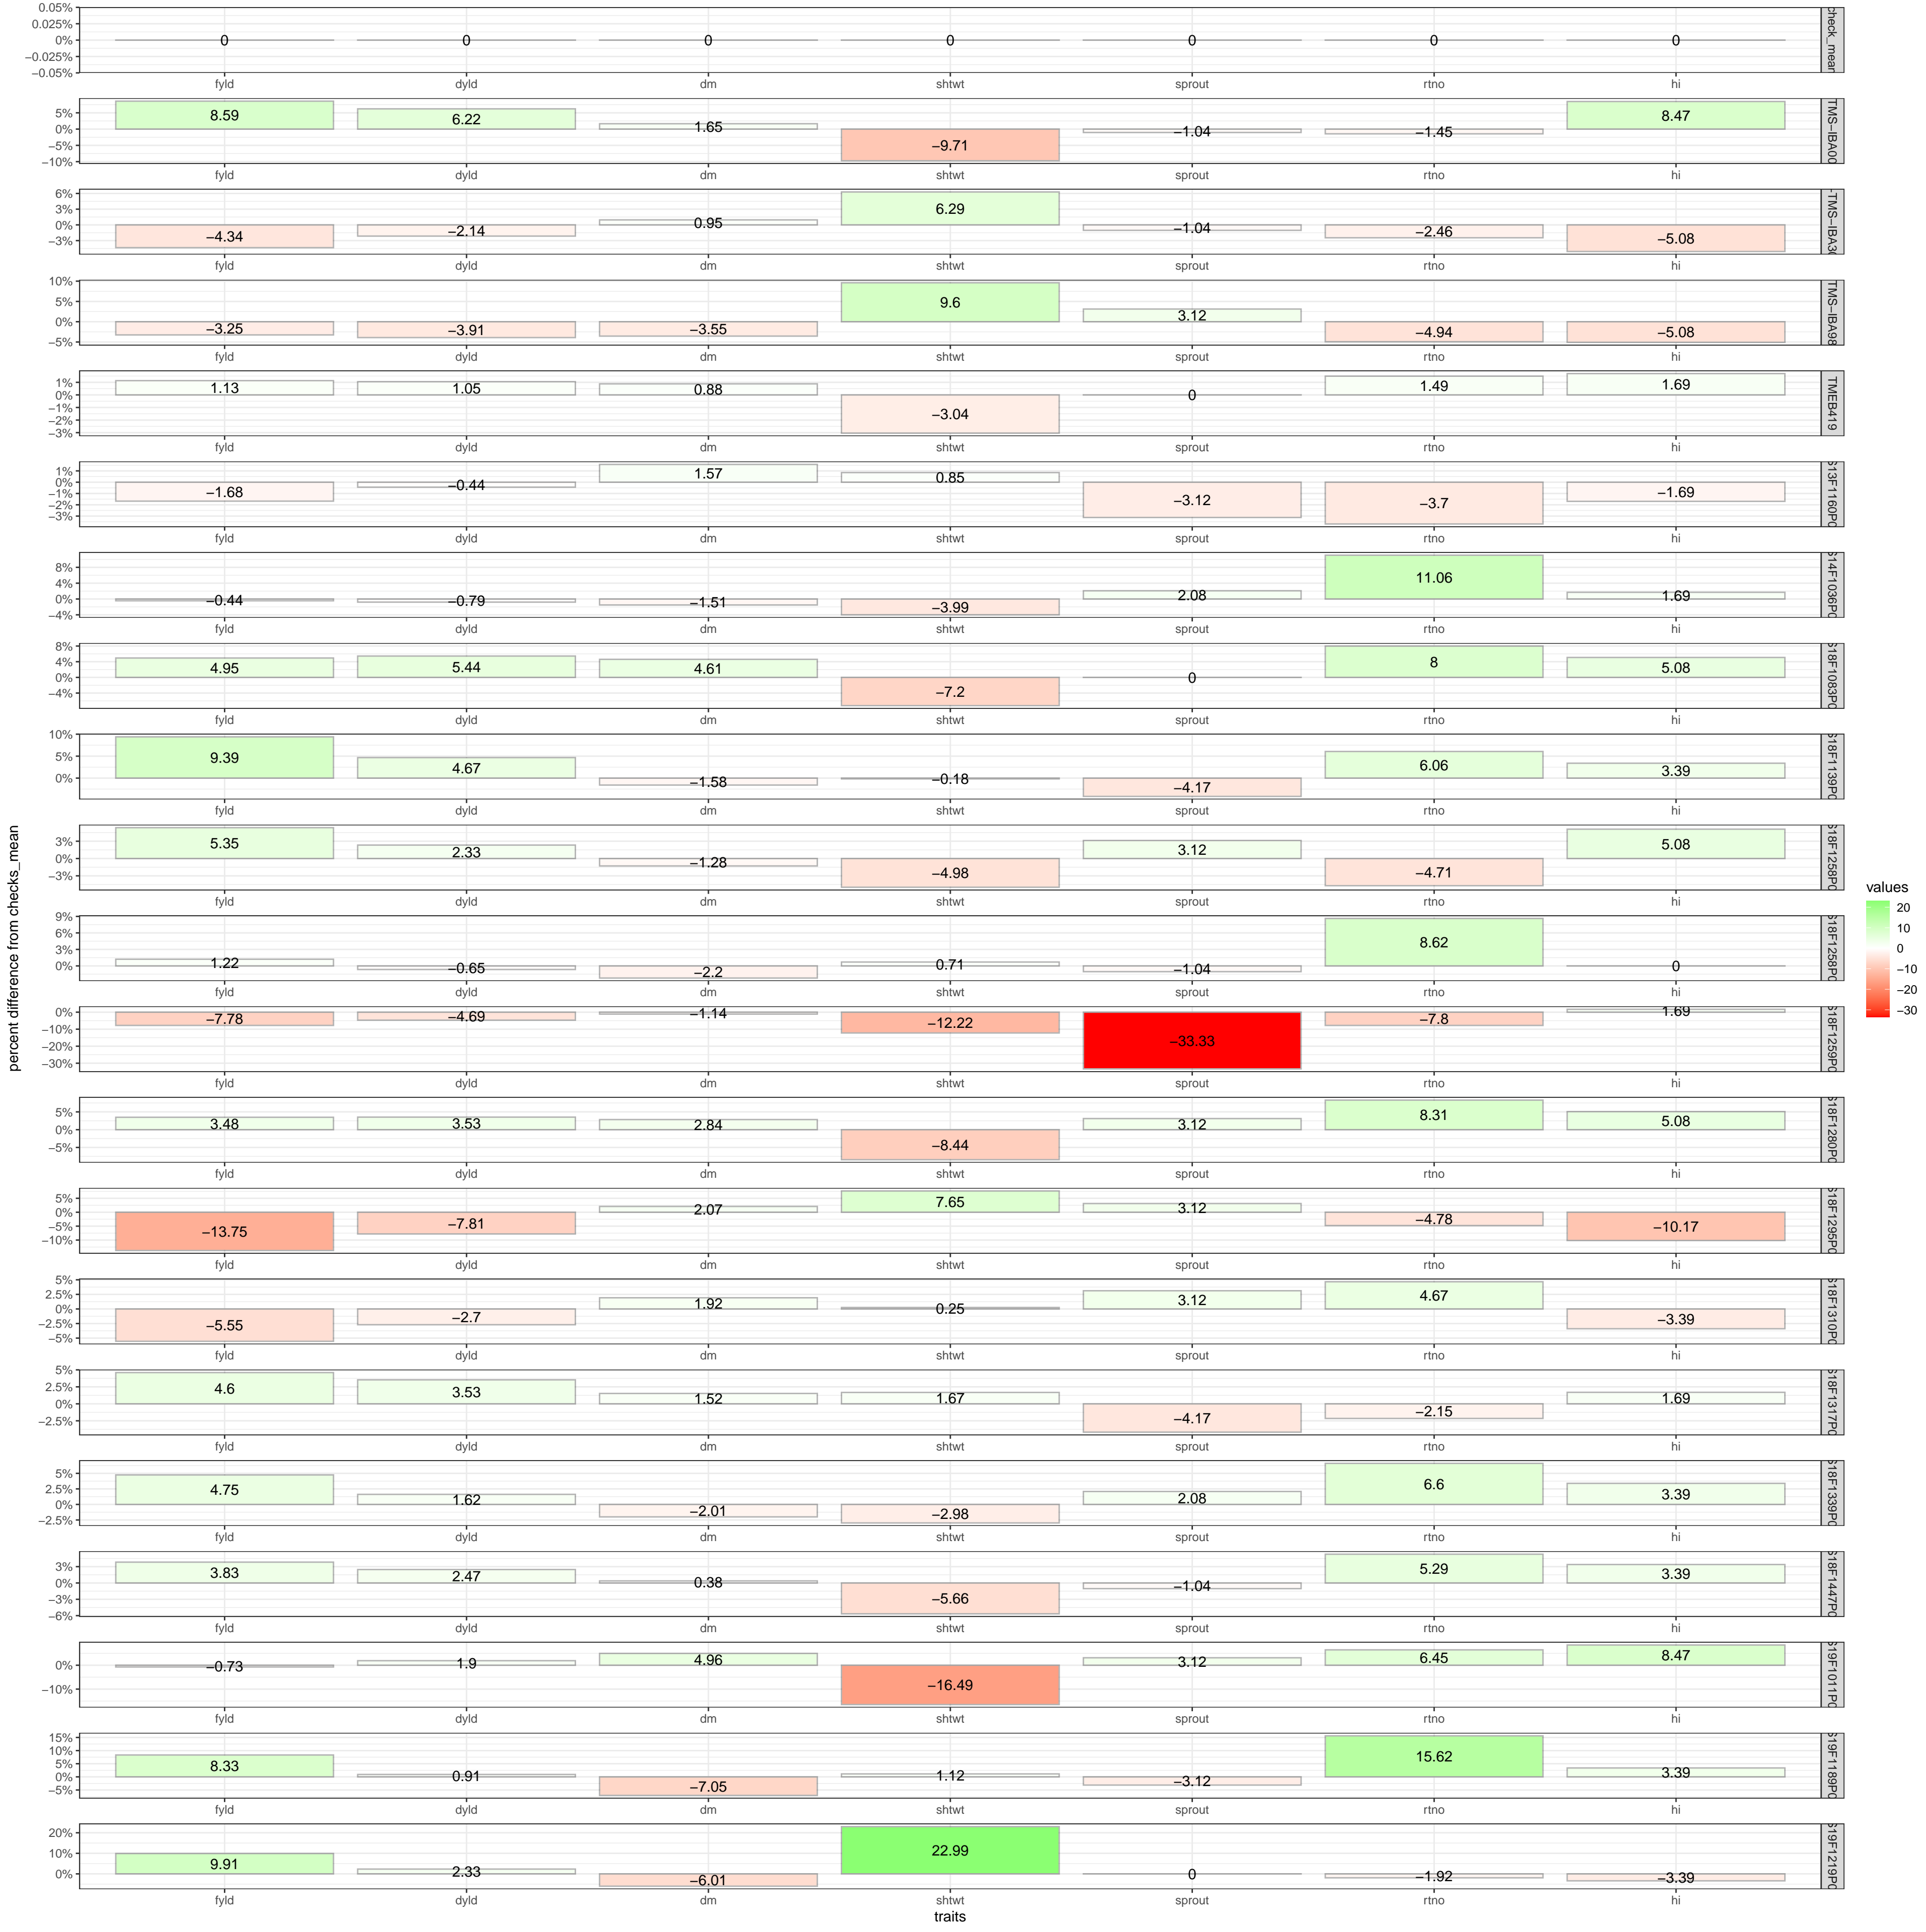 percent difference from checks_mean
0.05%
0.025%
0%
−0.025%
−0.05%
0 0 0 0 0 0 0
check_mean
fyld dyld dm shtwt sprout rtno hi
5%
0%
−5%
−10%
8.59 6.22 1.65 −9.71 −1.04 −1.45 8.47
TMS−IBA00
fyld dyld dm shtwt sprout rtno hi
6%
3%
0%
−3%
−4.34 −2.14 0.95 6.29 −1.04 −2.46 −5.08
−TMS−IBA30
fyld dyld dm shtwt sprout rtno hi
10%
5%
0%
−5%
−3.25 −3.91 −3.55 9.6 3.12 −4.94 −5.08
TMS−IBA98
fyld dyld dm shtwt sprout rtno hi
1%
0%
−1%
−2%
−3%
1.13 1.05 0.88 −3.04 0 1.49 1.69
TMEB419
fyld dyld dm shtwt sprout rtno hi
1%
0%
−1%
−2%
−3%
−1.68 −0.44 1.57 0.85 −3.12 −3.7 −1.69
S13F1160P0
fyld dyld dm shtwt sprout rtno hi
8%
4%
0%
−4%
−0.44 −0.79 −1.51 −3.99 2.08 11.06 1.69
S14F1036P0
fyld dyld dm shtwt sprout rtno hi
8%
4%
0%
−4%
4.95 5.44 4.61 −7.2 0 8 5.08
S18F1083P0
fyld dyld dm shtwt sprout rtno hi
10%
5%
0%
9.39 4.67 −1.58 −0.18 −4.17 6.06 3.39
S18F1139P0
fyld dyld dm shtwt sprout rtno hi
3%
0%
−3%
5.35 2.33 −1.28 −4.98 3.12 −4.71 5.08
S18F1258P0
fyld dyld dm shtwt sprout rtno hi
9%
6%
3%
0%
1.22 −0.65 −2.2 0.71 −1.04 8.62 0
S18F1258P0
fyld dyld dm shtwt sprout rtno hi
0%
−10%
−20%
−30%
−7.78 −4.69 −1.14 −12.22 −33.33 −7.8 1.69
S18F1259P0
fyld dyld dm shtwt sprout rtno hi
5%
0%
−5%
3.48 3.53 2.84 −8.44 3.12 8.31 5.08
S18F1280P0
fyld dyld dm shtwt sprout rtno hi
5%
0%
−5%
−10%
−13.75 −7.81 2.07 7.65 3.12 −4.78 −10.17
S18F1295P0
fyld dyld dm shtwt sprout rtno hi
5%
2.5%
0%
−2.5%
−5%
−5.55 −2.7 1.92 0.25 3.12 4.67 −3.39
S18F1310P0
fyld dyld dm shtwt sprout rtno hi
5%
2.5%
0%
−2.5%
4.6 3.53 1.52 1.67 −4.17 −2.15 1.69
S18F1317P0
fyld dyld dm shtwt sprout rtno hi
5%
2.5%
0%
−2.5%
4.75 1.62 −2.01 −2.98 2.08 6.6 3.39
S18F1339P0
fyld dyld dm shtwt sprout rtno hi
3%
0%
−3%
−6%
3.83 2.47 0.38 −5.66 −1.04 5.29 3.39
S18F1447P0
fyld dyld dm shtwt sprout rtno hi
0%
−10%
−0.73 1.9 4.96 −16.49 3.12 6.45 8.47
S19F1011P0
fyld dyld dm shtwt sprout rtno hi
15%
10%
5%
0%
−5%
8.33 0.91 −7.05 1.12 −3.12 15.62 3.39
S19F1189P0
fyld dyld dm shtwt sprout rtno hi
20%
10%
0%
9.91 2.33 −6.01 22.99 0 −1.92 −3.39
S19F1219P0
fyld dyld dm shtwt sprout rtno hi
traits
values
20
10
0
−10
−20
−30